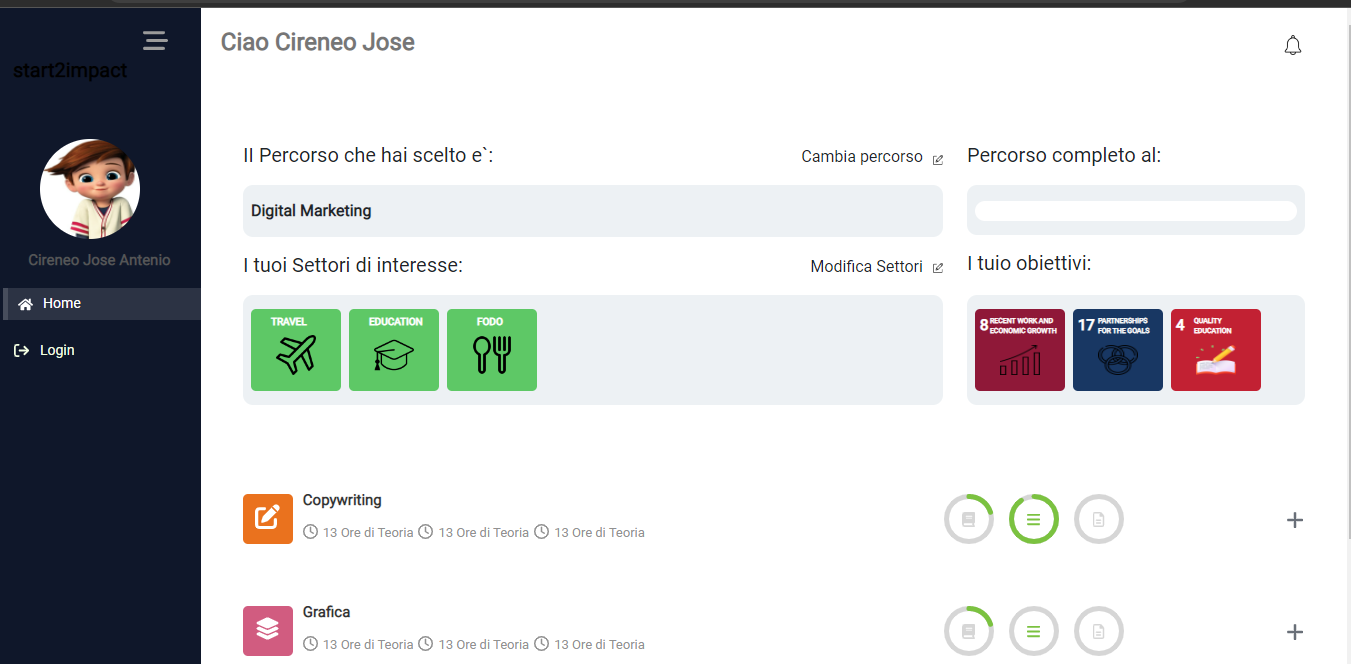 Ciao Cireneo Jose
start2impact
Cireneo Jose Antenio
Home
Login
Il Percorso che hai scelto e`:
Cambia percorso
Percorso completo al:
Digital Marketing
I tuoi Settori di interesse:
Modifica Settori
I tuio obiettivi:
TRAVEL
EDUCATION
FODO
8 RECENT WORK AND
ECONOMIC GROWTH
17 PARTNERSHIPS
FOR THE GOALS
4 QUALITY
EDUCATION
Copywriting
13 Ore di Teoria 13 Ore di Teoria 13 Ore di Teoria
Grafica
13 Ore di Teoria 13 Ore di Teoria 13 Ore di Teoria